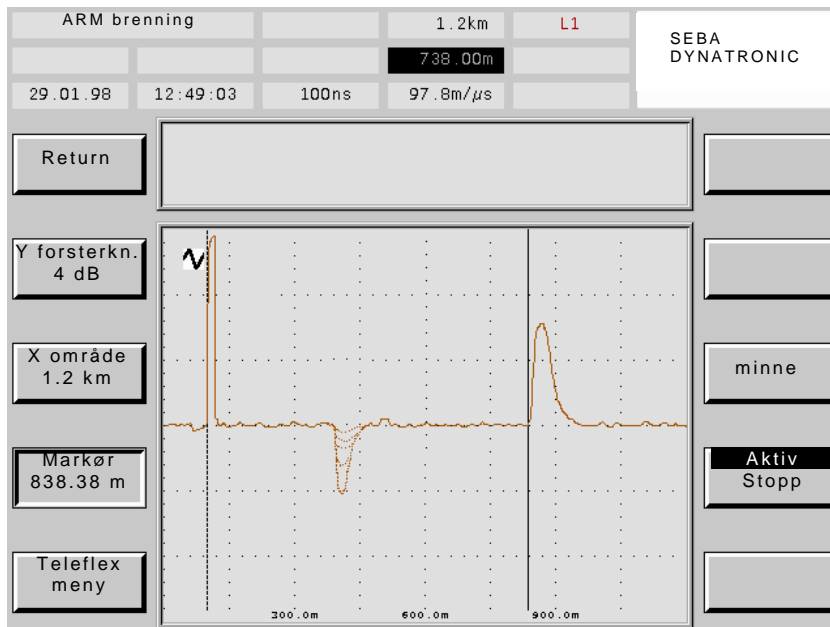 ARM brenning
1.2km
L1
SEBA
DYNATRONIC
738.00m
29.01.98
12:49:03
100ns
97.8m/µs
Return
Y forsterkn.
4 dB
X område
1.2 km
minne
Markør
838.38 m
Aktiv
Stopp
Teleflex
meny
300.0m
600.0m
900.0m